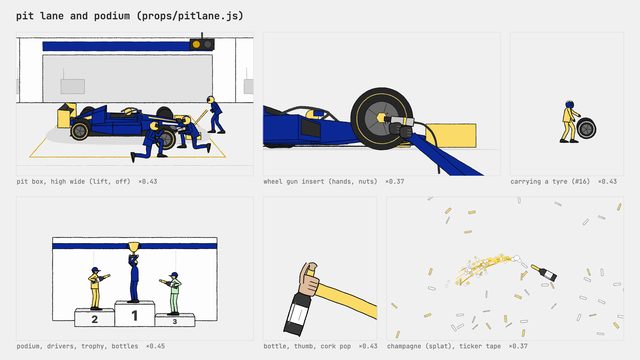 pit lane and podium (props/pitlane.js)
pit box, high wide (lift, off) ×0.43
wheel gun insert (hands, nuts) ×0.37
carrying a tyre (#16) ×0.43
2
1
3
podium, drivers, trophy, bottles ×0.45
bottle, thumb, cork pop ×0.43
champagne (splat), ticker tape ×0.37